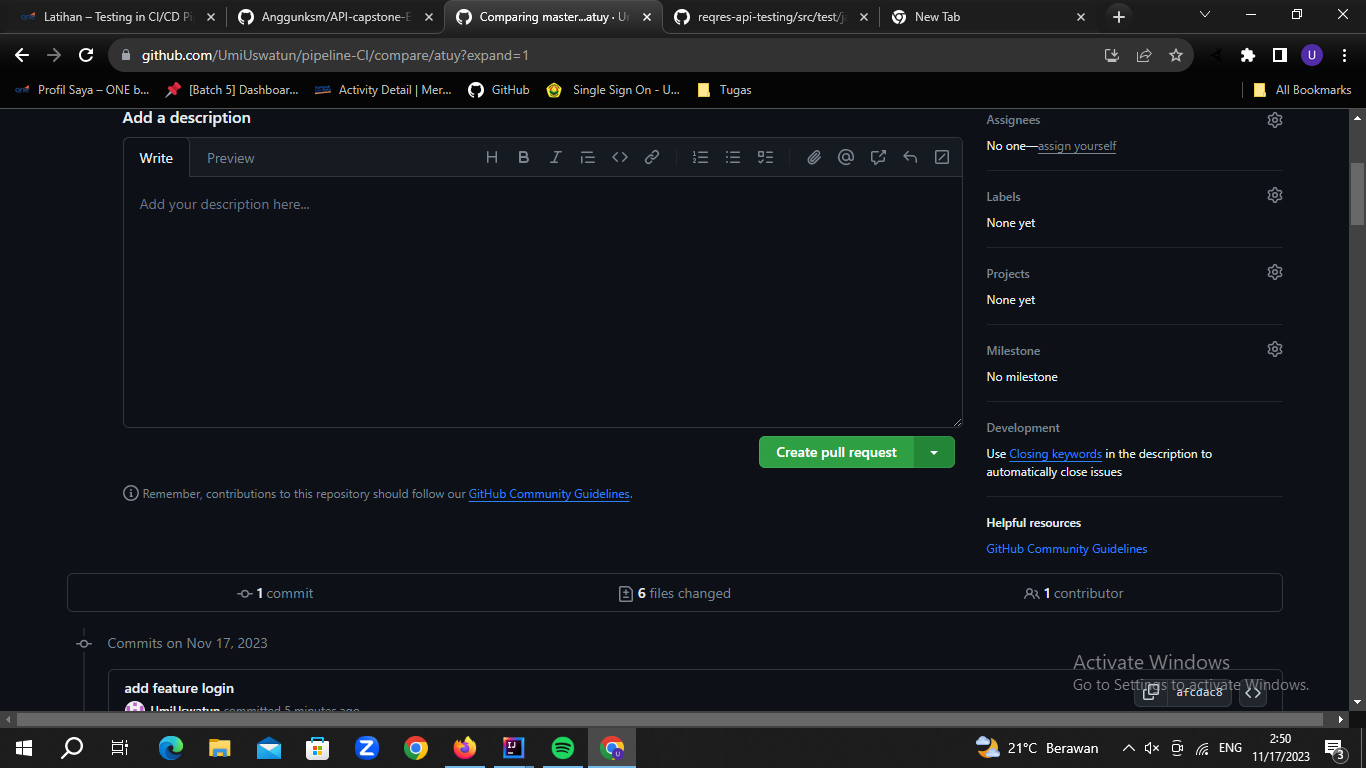 Latihan – Testing in CI/CD Pi
Anggunksm/API-capstone-E
Comparing master...atuy · Ur
reqres-api-testing/src/test/ja
New Tab
github.com/UmiUswatun/pipeline-CI/compare/atuy?expand=1
U
Profil Saya – ONE b...
[Batch 5] Dashboar...
Activity Detail | Mer...
GitHub
Single Sign On - U...
Tugas
All Bookmarks
Add a description
Write
Preview
Add your description here...
Create pull request
Remember, contributions to this repository should follow our GitHub Community Guidelines.
Assignees
No one—assign yourself
Labels
None yet
Projects
None yet
Milestone
No milestone
Development
Use Closing keywords in the description to
automatically close issues
Helpful resources
GitHub Community Guidelines
1 commit
6 files changed
1 contributor
Commits on Nov 17, 2023
add feature login
UmiUswatun committed 5 minutes ago
afcdac8
Activate Windows
Go to Settings to activate Windows.
21°C Berawan
ENG
2:50
11/17/2023
3